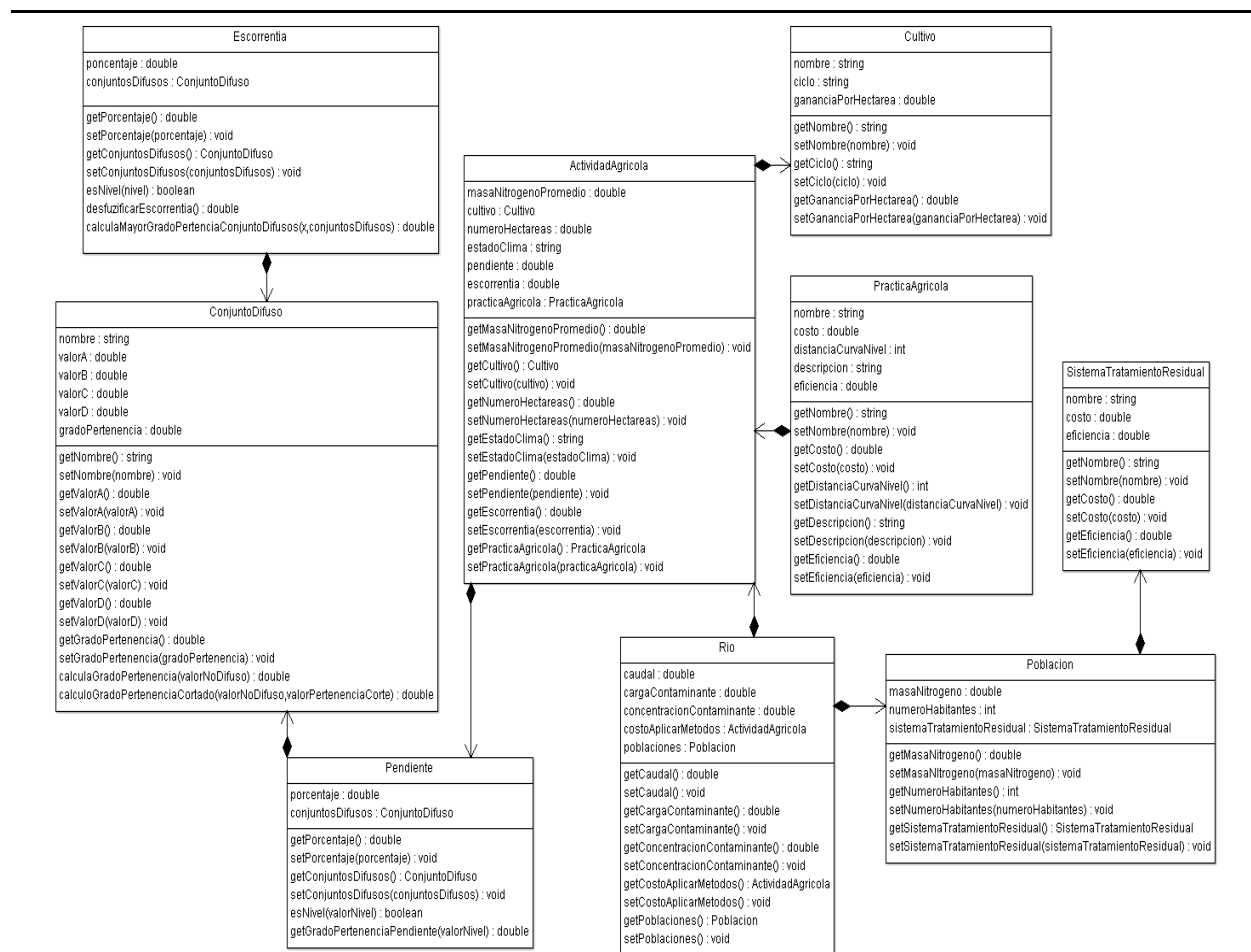 Escorrentia
poncentaje : double
conjuntosDifusos : ConjuntoDifuso
getPorcentaje() : double
setPorcentaje(porcentaje) : void
getConjuntosDifusos() : ConjuntoDifuso
setConjuntosDifusos(conjuntosDifusos) : void
esNivel(nivel) : boolean
desfuzificarEscorrentia() : double
calculaMayorGradoPertenciaConjuntoDifusos(x,conjuntosDifusos) : double
ConjuntoDifuso
nombre : string
valorA : double
valorB : double
valorC : double
valorD : double
gradoPertenencia : double
getNombre() : string
setNombre(nombre) : void
getValorA() : double
setValorA(valorA) : void
getValorB() : double
setValorB(valorB) : void
getValorC() : double
setValorC(valorC) : void
getValorD() : double
setValorD(valorD) : void
getGradoPertenencia() : double
setGradoPertenencia(gradoPertenencia) : void
calculaGradoPertenencia(valorNoDifuso) : double
calculoGradoPertenenciaCortado(valorNoDifuso,valorPertenenciaCorte) : double
Pendiente
porcentaje : double
conjuntosDifusos : ConjuntoDifuso
getPorcentaje() : double
setPorcentaje(porcentaje) : void
getConjuntosDifusos() : ConjuntoDifuso
setConjuntosDifusos(conjuntosDifusos) : void
esNivel(valorNivel) : boolean
getGradoPertenenciaPendiente(valorNivel) : double
ActividadAgricola
masaNitrogenoPromedio : double
cultivo : Cultivo
numeroHectareas : double
estadoClima : string
pendiente : double
escorrentia : double
practicaAgricola : PracticaAgricola
getMasaNitrogenoPromedio() : double
setMasaNitrogenoPromedio(masaNitrogenoPromedio) : void
getCultivo() : Cultivo
setCultivo(cultivo) : void
getNumeroHectareas() : double
setNumeroHectareas(numeroHectareas) : void
getEstadoClima() : string
setEstadoClima(estadoClima) : void
getPendiente() : double
setPendiente(pendiente) : void
getEscorrentia() : double
setEscorrentia(escorrentia) : void
getPracticaAgricola() : PracticaAgricola
setPracticaAgricola(practicaAgricola) : void
Cultivo
nombre : string
ciclo : string
gananciaPorHectarea : double
getNombre() : string
setNombre(nombre) : void
getCiclo() : string
setCiclo(ciclo) : void
getGananciaPorHectarea() : double
setGananciaPorHectarea(gananciaPorHectarea) : void
PracticaAgricola
nombre : string
costo : double
distanciaCurvaNivel : int
descripcion : string
eficiencia : double
getNombre() : string
setNombre(nombre) : void
getCosto() : double
setCosto(costo) : void
getDistanciaCurvaNivel() : int
setDistanciaCurvaNivel(distanciaCurvaNivel) : void
getDescripcion() : string
setDescripcion(descripcion) : void
getEficiencia() : double
setEficiencia(eficiencia) : void
SistemaTratamientoResidual
nombre : string
costo : double
eficiencia : double
getNombre() : string
setNombre(nombre) : void
getCosto() : double
setCosto(costo) : void
getEficiencia() : double
setEficiencia(eficiencia) : void
Rio
caudal : double
cargaContaminante : double
concentracionContaminante : double
costoAplicarMetodos : ActividadAgricola
poblaciones : Poblacion
getCaudal() : double
setCaudal() : void
getCargaContaminante() : double
setCargaContaminante() : void
getConcentracionContaminante() : double
setConcentracionContaminante() : void
getCostoAplicarMetodos() : ActividadAgricola
setCostoAplicarMetodos() : void
getPoblaciones() : Poblacion
setPoblaciones() : void
Poblacion
masaNitrogeno : double
numeroHabitantes : int
sistemaTratamientoResidual : SistemaTratamientoResidual
getMasaNitrogeno() : double
setMasaNItrogeno(masaNitrogeno) : void
getNumeroHabitantes() : int
setNumeroHabitantes(numeroHabitantes) : void
getSistemaTratamientoResidual() : SistemaTratamientoResidual
setSistemaTratamientoResidual(sistemaTratamientoResidual) : void